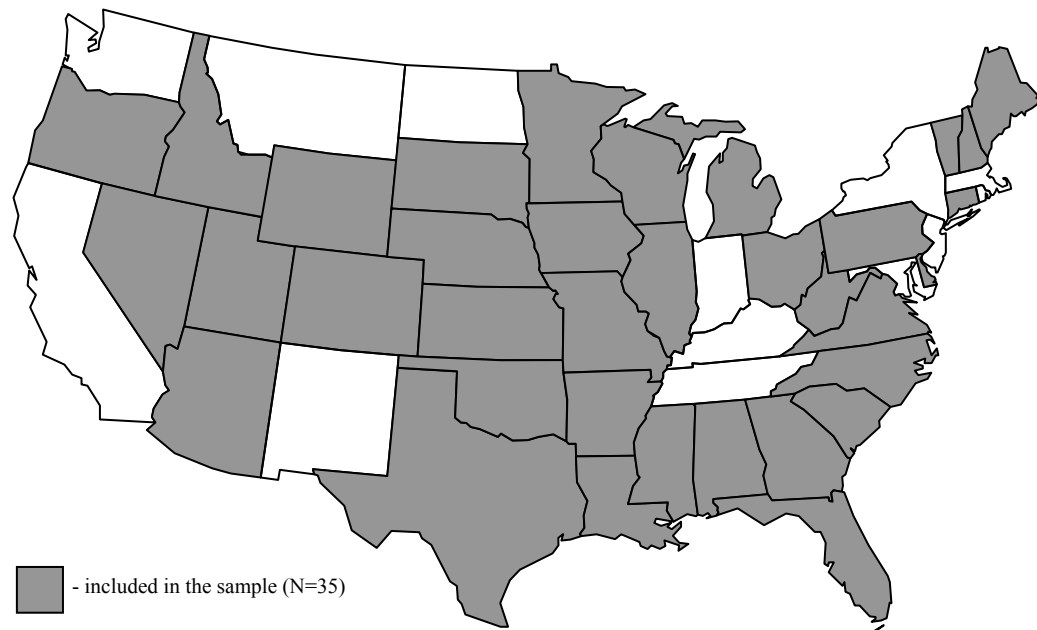 - included in the sample (N=35)